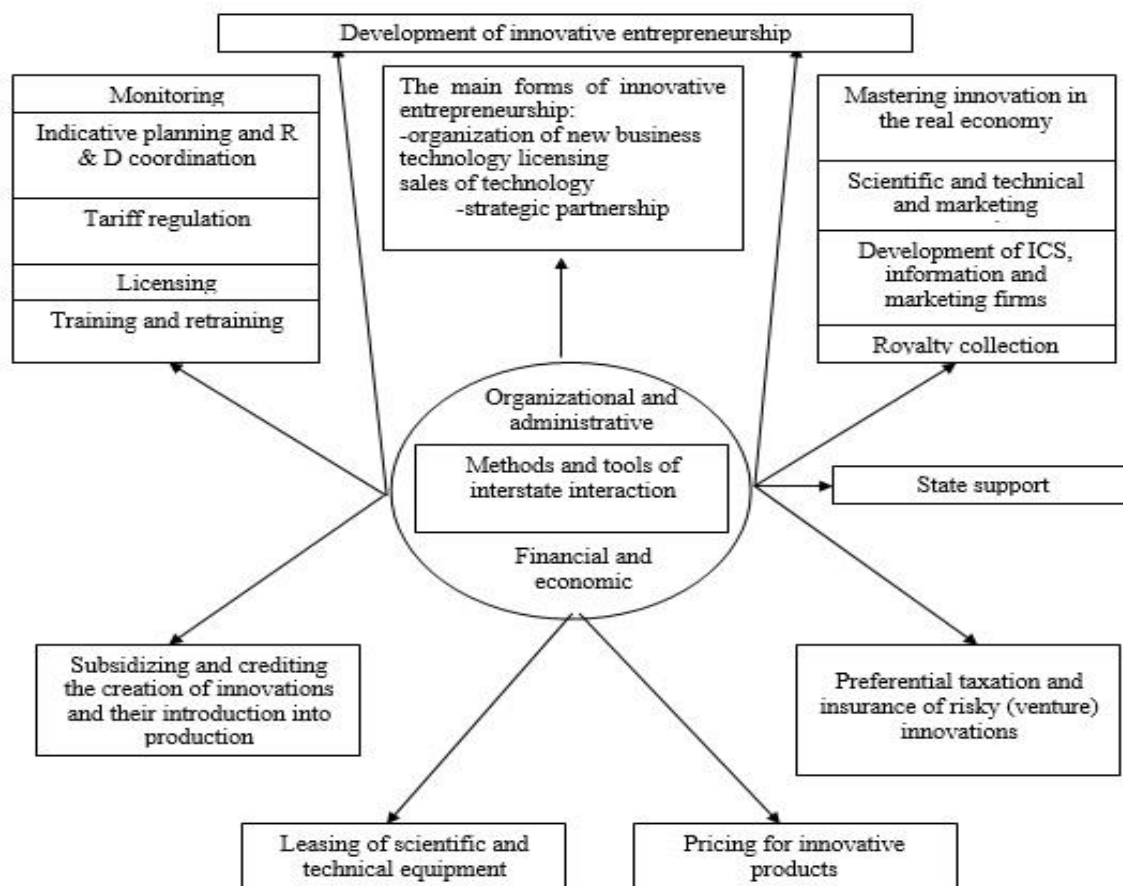 Development of innovative entrepreneurship
Monitoring
Indicative planning and R
& D coordination
Tariff regulation
Licensing
Training and retraining
The main forms of innovative
entrepreneurship:
-organization of new business
technology licensing
sales of technology
-strategic partnership
Mastering innovation in
the real economy
Scientific and technical
and marketing
Development of ICS,
information and
marketing firms
Royalty collection
Organizational and
administrative
Methods and tools of
interstate interaction
Financial and
economic
State support
Subsidizing and crediting
the creation of innovations
and their introduction into
production
Preferential taxation and
insurance of risky (venture)
innovations
Leasing of scientific and
technical equipment
Pricing for innovative
products